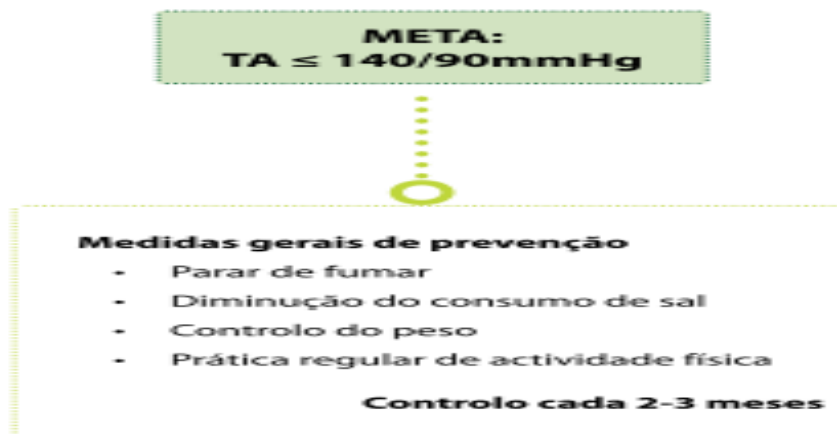 META:
TA ≤ 140/90mmHg
Medidas gerais de prevenção
• Parar de fumar
• Diminuição do consumo de sal
• Controlo do peso
• Prática regular de actividade física
Controlo cada 2-3 meses